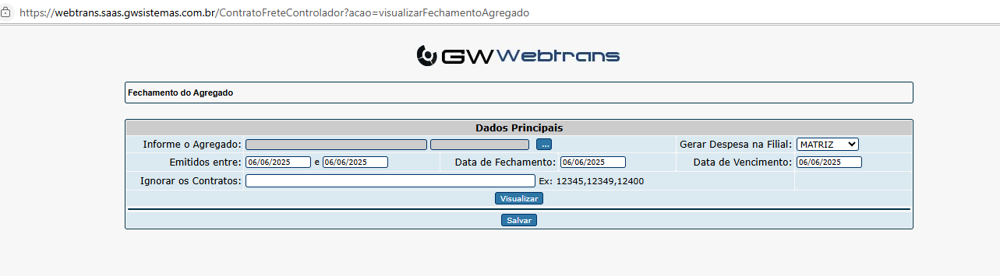 https://webtrans.saas.gwsistemas.com.br/ContratoFreteControlador?acao=visualizarFechamentoAgregado
GW Webtrans
Fechamento do Agregado
Dados Principais
Informe o Agregado: ... Gerar Despesa na Filial: MATRIZ
Emitidos entre: 06/06/2025 e 06/06/2025 Data de Fechamento: 06/06/2025 Data de Vencimento: 06/06/2025
Ignorar os Contratos: Ex: 12345,12349,12400
Visualizar
Salvar